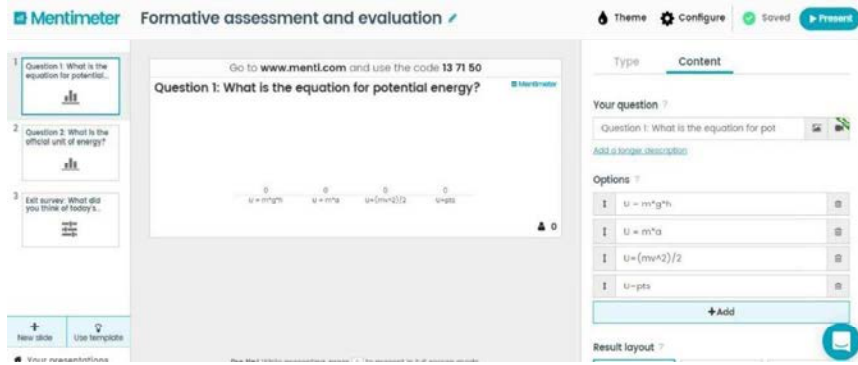 Mentimeter
Formative assessment and evaluation
Theme
Configure
Saved
Present
1
Question 1: What is the
equation for potential...
2
Question 2: What is the
official unit of energy?
3
Exit survey: What did
you think of today's...
New slide
Use template
Your presentations
Go to www.menti.com and use the code 13 71 50
Question 1: What is the equation for potential energy?
Mentimeter
0 0 0 0
U = m*g*h U = m*a U=(mv^2)/2 U=pts
0
Type
Content
Your question ?
Question 1: What is the equation for pot
Add a longer description
Options ?
U = m*g*h
U = m*a
U=(mv^2)/2
U=pts
+Add
Result layout ?